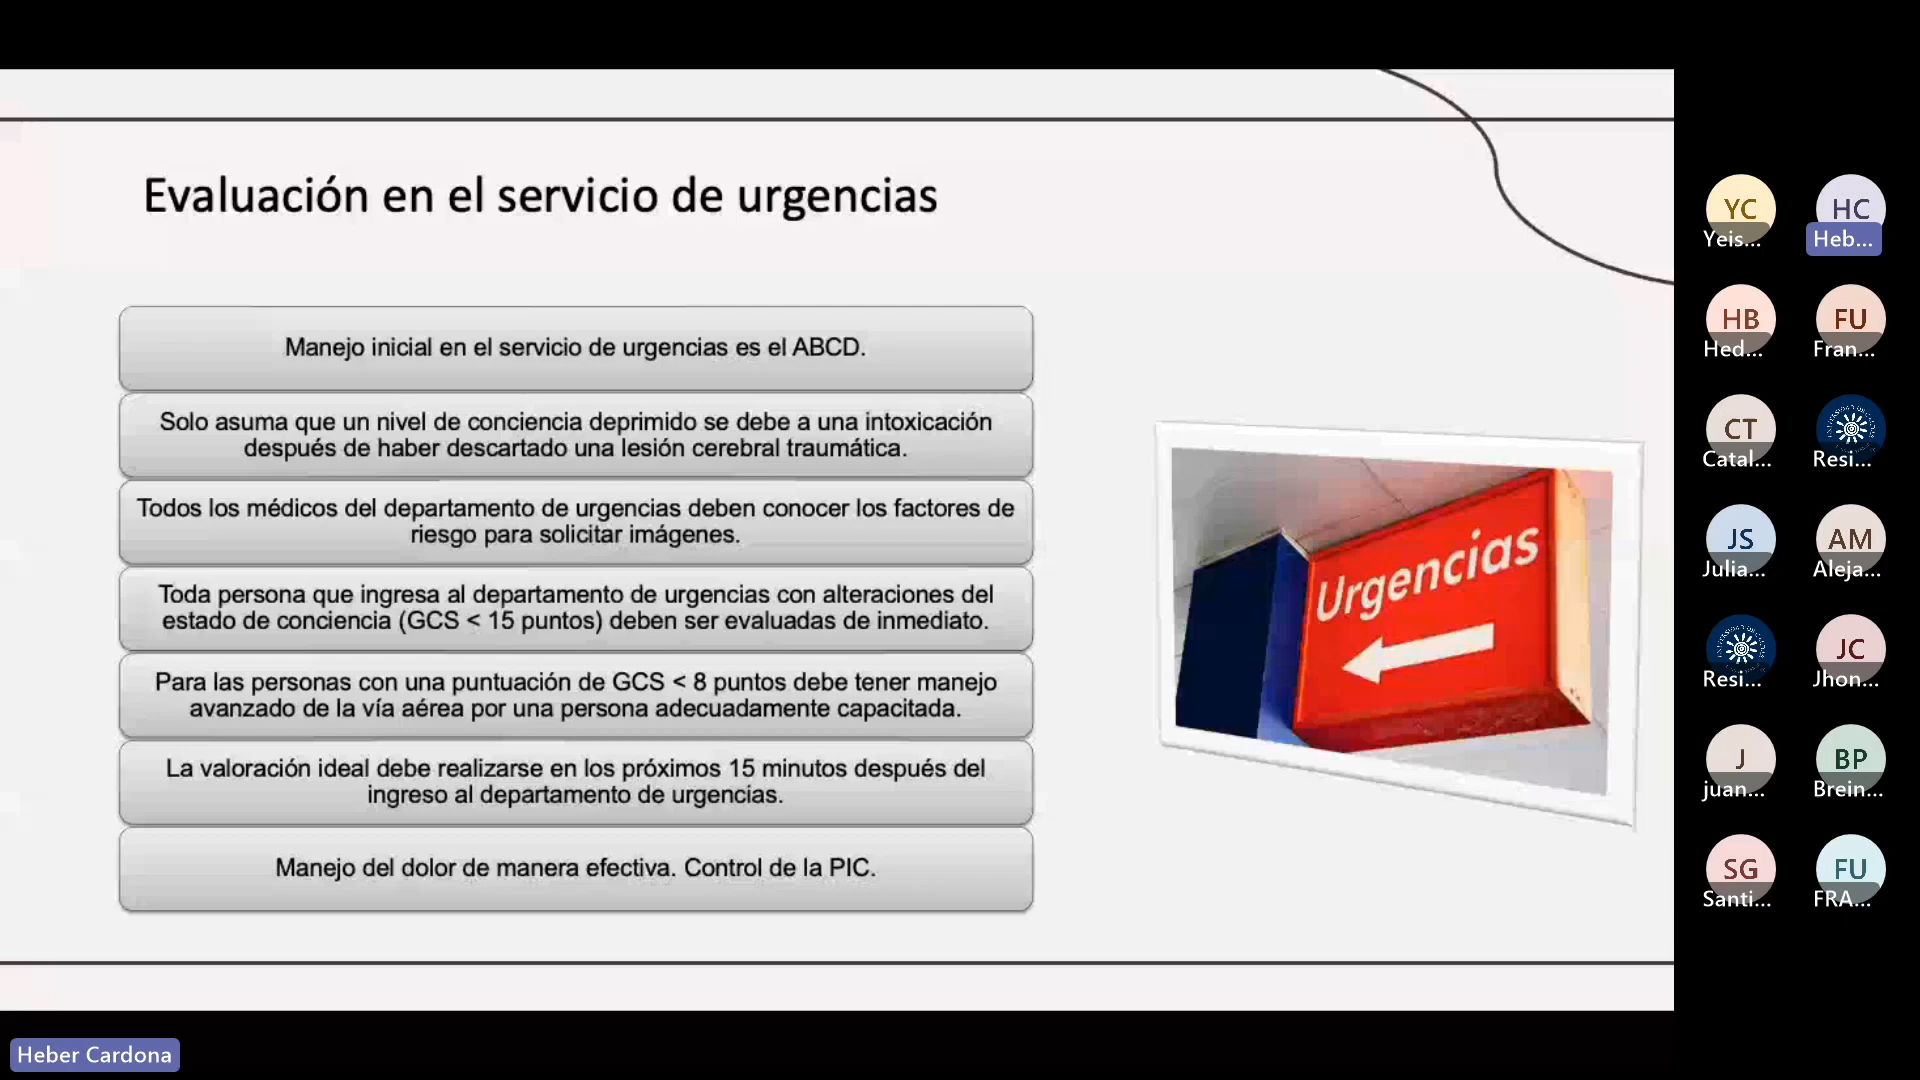 Evaluación en el servicio de urgencias
Manejo inicial en el servicio de urgencias es el ABCD.
Solo asuma que un nivel de conciencia deprimido se debe a una intoxicación
después de haber descartado una lesión cerebral traumática.
Todos los médicos del departamento de urgencias deben conocer los factores de
riesgo para solicitar imágenes.
Toda persona que ingresa al departamento de urgencias con alteraciones del
estado de conciencia (GCS < 15 puntos) deben ser evaluadas de inmediato.
Para las personas con una puntuación de GCS < 8 puntos debe tener manejo
avanzado de la vía aérea por una persona adecuadamente capacitada.
La valoración ideal debe realizarse en los próximos 15 minutos después del
ingreso al departamento de urgencias.
Manejo del dolor de manera efectiva. Control de la PIC.
Urgencias
YC
Yeis...
HC
Heb...
HB
Hed...
FU
Fran...
CT
Catal...
Resi...
JS
Julia...
AM
Aleja...
Resi...
JC
Jhon...
J
juan...
BP
Brein...
SG
Santi...
FU
FRA...
Heber Cardona